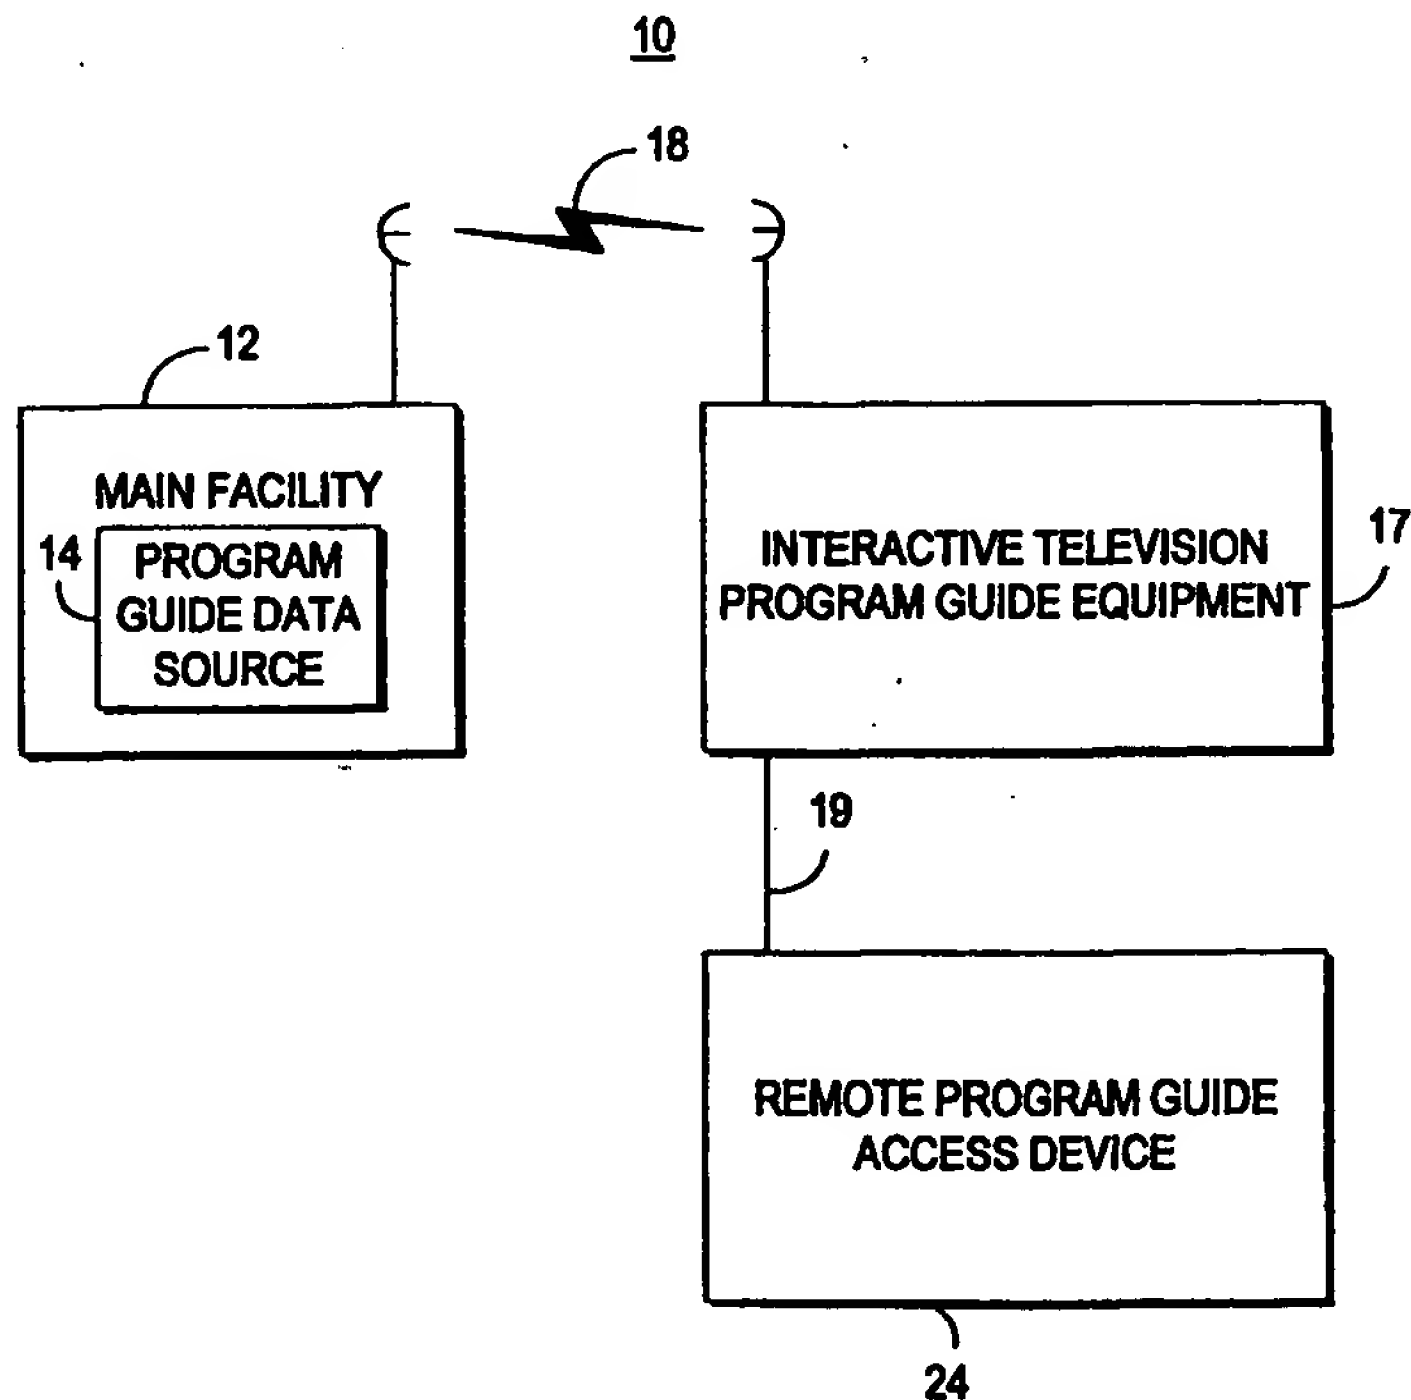 10
18
12
MAIN FACILITY
14
PROGRAM
GUIDE DATA
SOURCE
INTERACTIVE TELEVISION
PROGRAM GUIDE EQUIPMENT
17
19
REMOTE PROGRAM GUIDE
ACCESS DEVICE
24